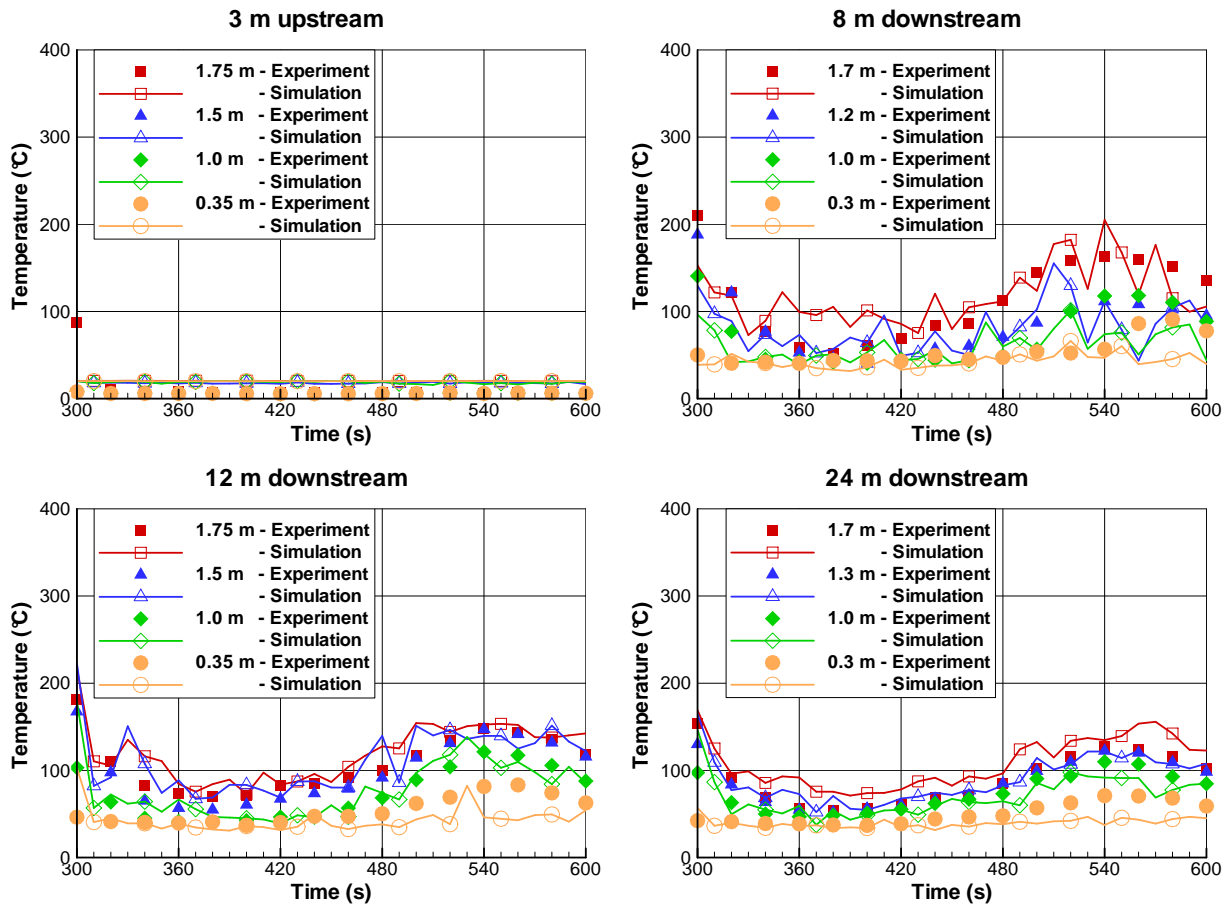 3 m upstream
400
300
200
100
0
Temperature (°C)
1.75 m - Experiment
- Simulation
1.5 m - Experiment
- Simulation
1.0 m - Experiment
- Simulation
0.35 m - Experiment
- Simulation
300 360 420 480 540 600
Time (s)
8 m downstream
400
300
200
100
0
Temperature (°C)
1.7 m - Experiment
- Simulation
1.2 m - Experiment
- Simulation
1.0 m - Experiment
- Simulation
0.3 m - Experiment
- Simulation
300 360 420 480 540 600
Time (s)
12 m downstream
400
300
200
100
0
Temperature (°C)
1.75 m - Experiment
- Simulation
1.5 m - Experiment
- Simulation
1.0 m - Experiment
- Simulation
0.35 m - Experiment
- Simulation
300 360 420 480 540 600
Time (s)
24 m downstream
400
300
200
100
0
Temperature (°C)
1.7 m - Experiment
- Simulation
1.3 m - Experiment
- Simulation
1.0 m - Experiment
- Simulation
0.3 m - Experiment
- Simulation
300 360 420 480 540 600
Time (s)